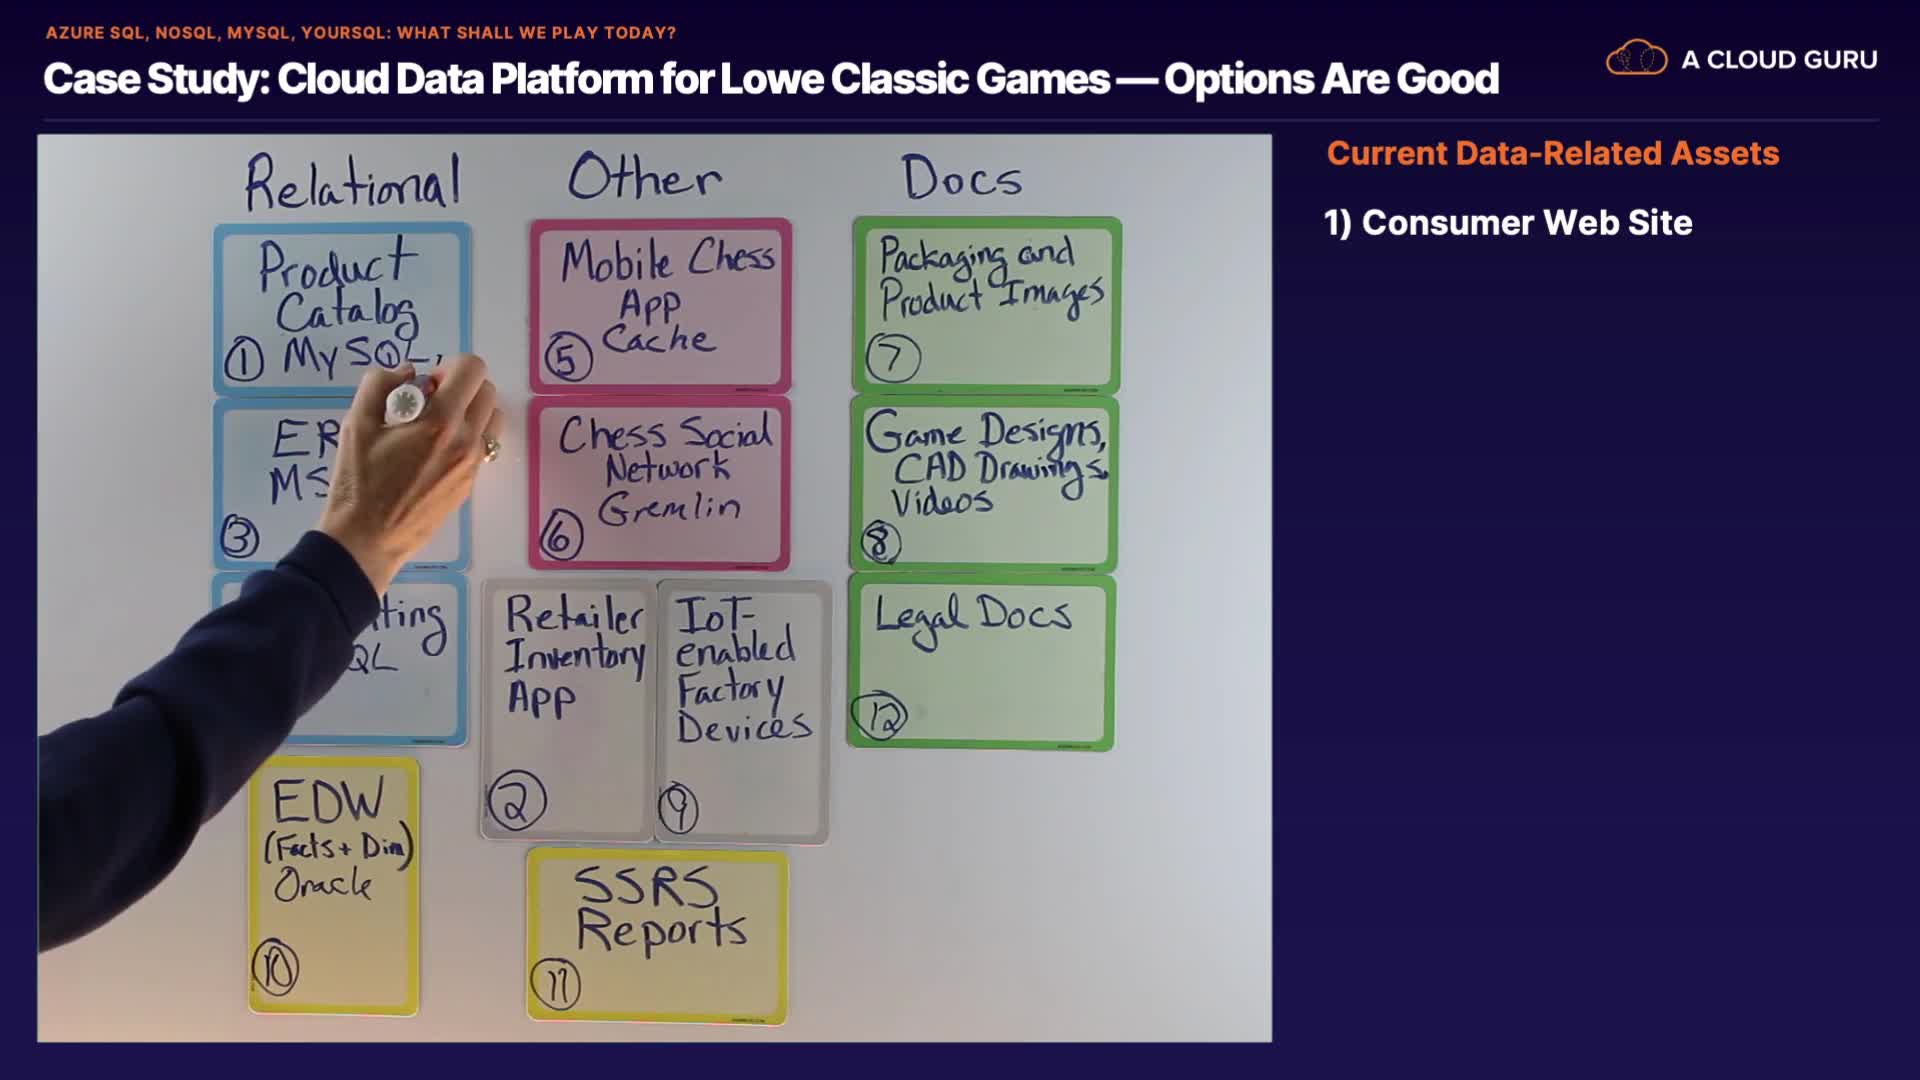 AZURE SQL, NOSQL, MYSQL, YOURSQL: WHAT SHALL WE PLAY TODAY?
Case Study: Cloud Data Platform for Lowe Classic Games — Options Are Good
A CLOUD GURU
Relational
Product
Catalog
① MySQL,
ER
MS
③
ting
QL
EDW
(Facts + Dim)
Oracle
⑩
Other
Mobile Chess
App
⑤ Cache
Chess Social
Network
⑥ Gremlin
Retailer
Inventory
App
②
IoT-
enabled
Factory
Devices
⑨
SSRS
Reports
⑪
Docs
Packaging and
Product Images
⑦
Game Designs,
CAD Drawings,
Videos
⑧
Legal Docs
⑫
Current Data-Related Assets
1) Consumer Web Site